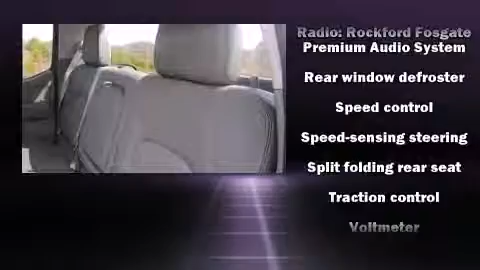 Radio: Rockford Fosgate
Premium Audio System
Rear window defroster
Speed control
Speed-sensing steering
Split folding rear seat
Traction control
Voltmeter